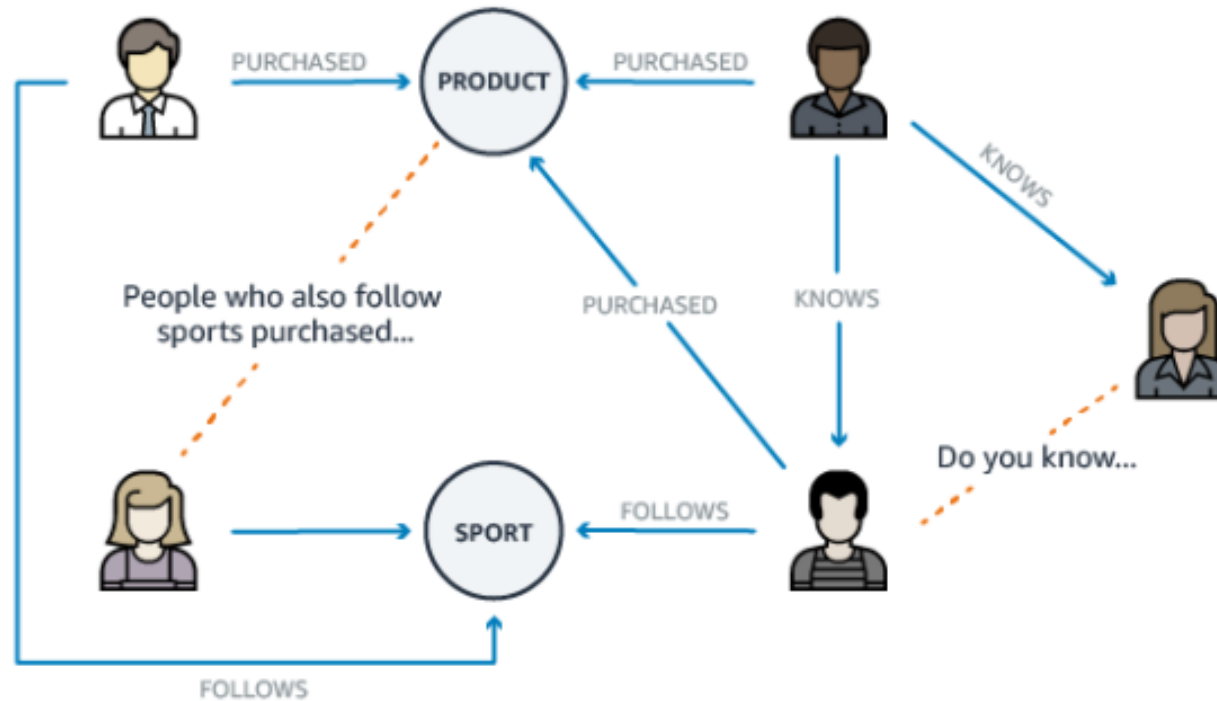 PURCHASED
PRODUCT
PURCHASED
KNOWS
People who also follow
sports purchased...
PURCHASED
KNOWS
Do you know...
SPORT
FOLLOWS
FOLLOWS